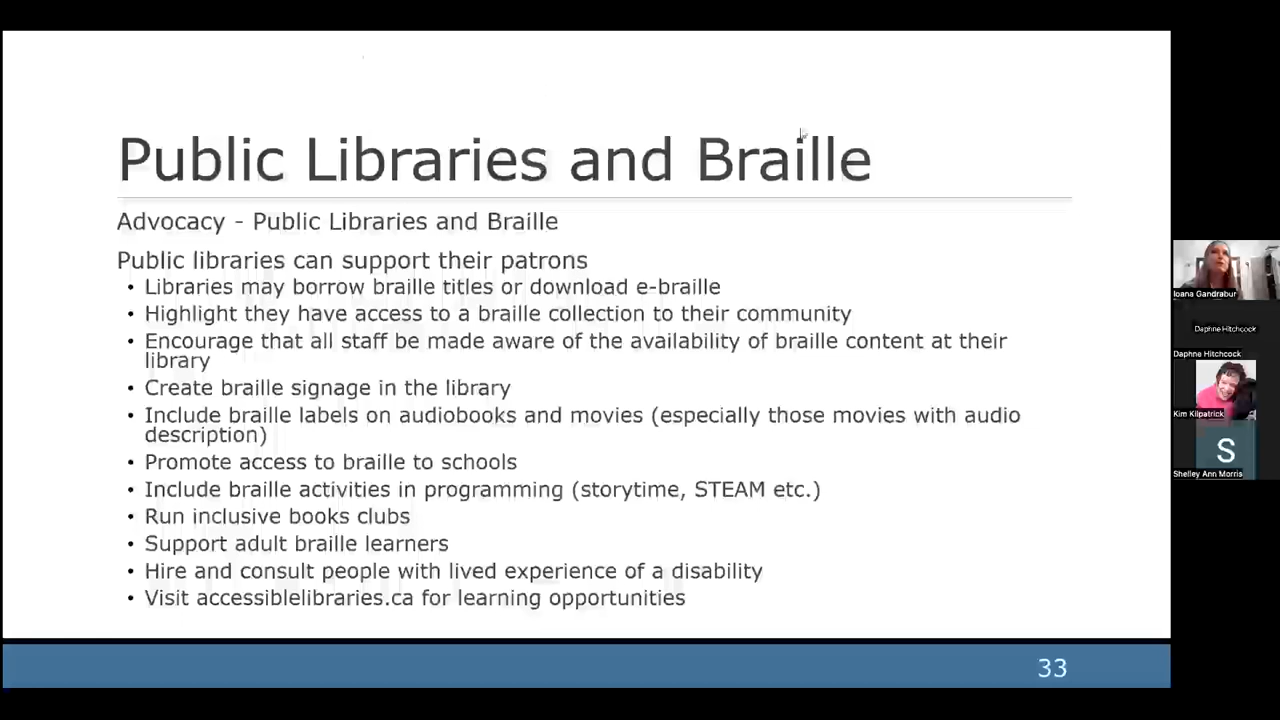 Public Libraries and Braille
Advocacy - Public Libraries and Braille
Public libraries can support their patrons
• Libraries may borrow braille titles or download e-braille
• Highlight they have access to a braille collection to their community
• Encourage that all staff be made aware of the availability of braille content at their
library
• Create braille signage in the library
• Include braille labels on audiobooks and movies (especially those movies with audio
description)
• Promote access to braille to schools
• Include braille activities in programming (storytime, STEAM etc.)
• Run inclusive books clubs
• Support adult braille learners
• Hire and consult people with lived experience of a disability
• Visit accessiblelibraries.ca for learning opportunities
33
Ioana Gandrabur
Daphne Hitchcock
Daphne Hitchcock
Kim Kilpatrick
S
Shelley Ann Morris